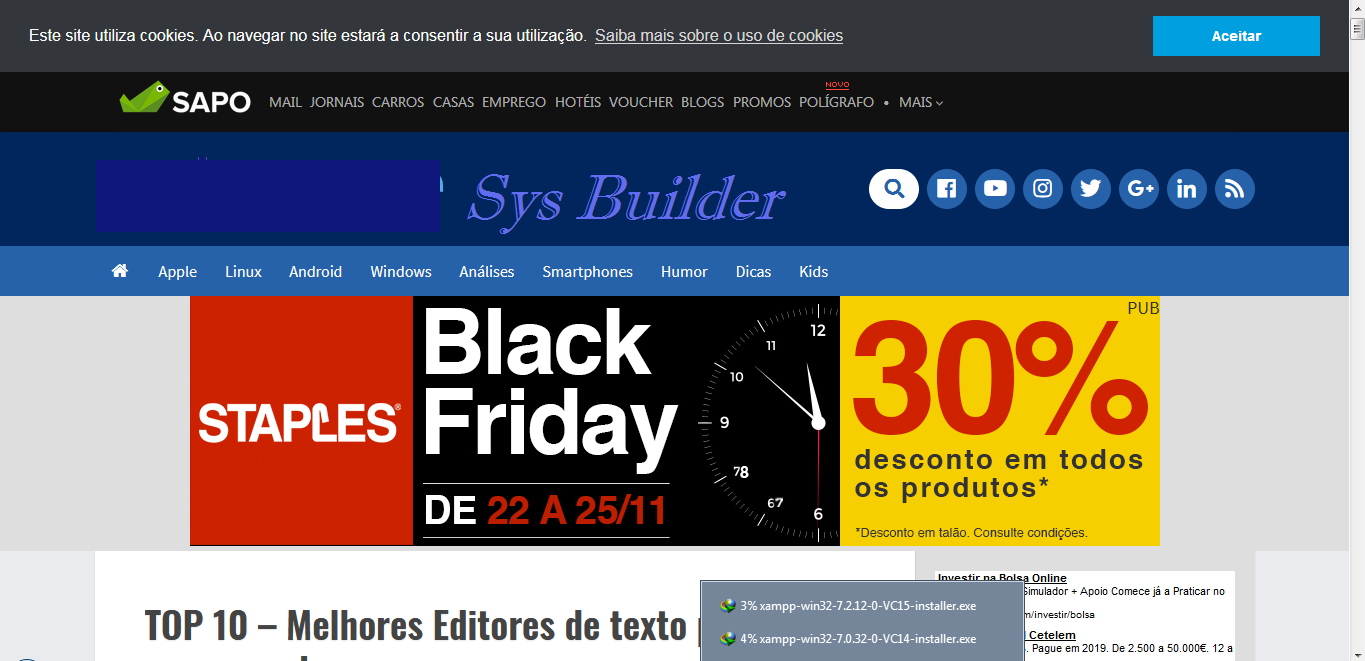 Este site utiliza cookies. Ao navegar no site estará a consentir a sua utilização. Saiba mais sobre o uso de cookies
Aceitar
NOVO
SAPO MAIL JORNAIS CARROS CASAS EMPREGO HOTÉIS VOUCHER BLOGS PROMOS POLÍGRAFO • MAIS
Sys Builder
G+ in
Apple Linux Android Windows Análises Smartphones Humor Dicas Kids
PUB
STAPLES®
Black
Friday
DE 22 A 25/11
12
11
10
9
78
67
6
30%
desconto em todos
os produtos*
*Desconto em talão. Consulte condições.
TOP 10 – Melhores Editores de texto
3% xampp-win32-7.2.12-0-VC15-installer.exe
4% xampp-win32-7.0.32-0-VC14-installer.exe
Investir na Bolsa Online
Simulador + Apoio Comece já a Praticar no
m/investir/bolsa
Cetelem
. Pague em 2019. De 2.500 a 50.000€. 12 a